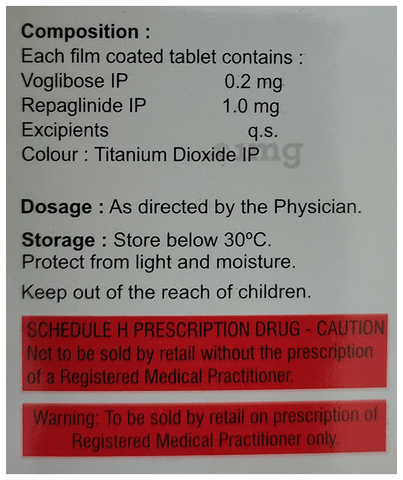 Composition :
Each film coated tablet contains :
Voglibose IP 0.2 mg
Repaglinide IP 1.0 mg
Excipients q.s.
Colour : Titanium Dioxide IP
Dosage : As directed by the Physician.
Storage : Store below 30ºC.
Protect from light and moisture.
Keep out of the reach of children.
SCHEDULE H PRESCRIPTION DRUG - CAUTION
Not to be sold by retail without the prescription
of a Registered Medical Practitioner.
Warning: To be sold by retail on prescription of
Registered Medical Practitioner only.